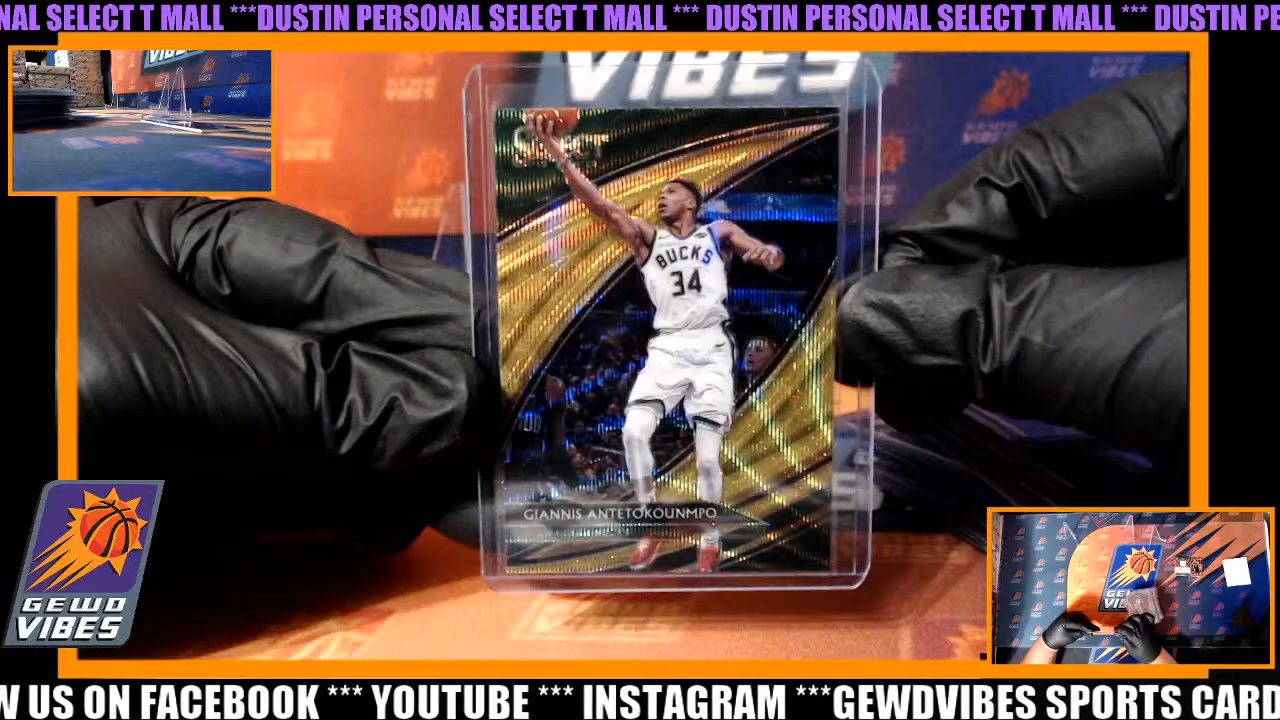 NAL SELECT T MALL ***DUSTIN PERSONAL SELECT T MALL *** DUSTIN PERSONAL SELECT T MALL *** DUSTIN PE
VIBES
BUCKS
34
GIANNIS ANTETOKOUNMPO
GEWD
VIBES
W US ON FACEBOOK *** YOUTUBE *** INSTAGRAM ***GEWDVIBES SPORTS CARD